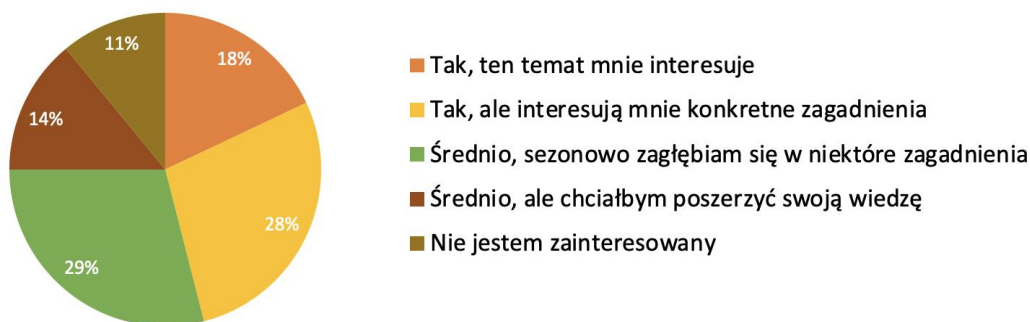 11%
18%
14%
28%
29%
Tak, ten temat mnie interesuje
Tak, ale interesują mnie konkretne zagadnienia
Średnio, sezonowo zagłębiam się w niektóre zagadnienia
Średnio, ale chciałbym poszerzyć swoją wiedzę
Nie jestem zainteresowany